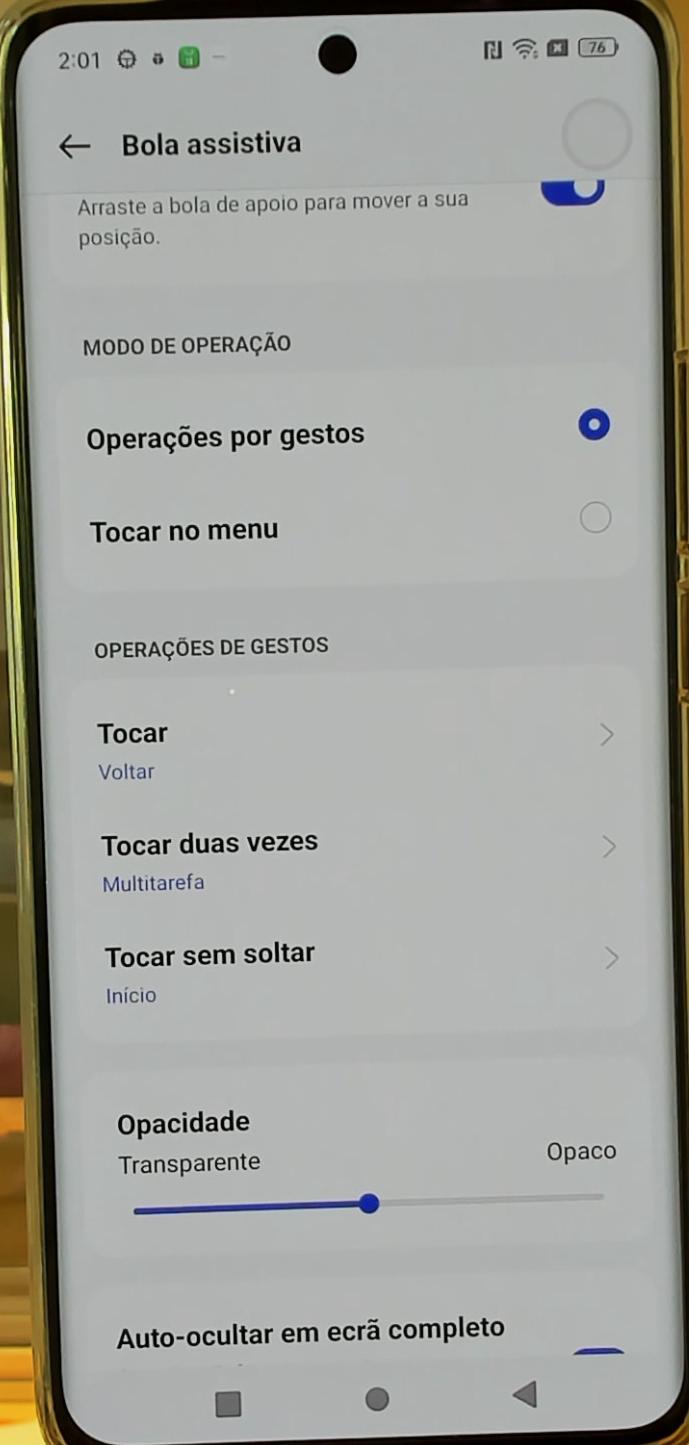 2:01
76
Bola assistiva
Arraste a bola de apoio para mover a sua
posição.
MODO DE OPERAÇÃO
Operações por gestos
Tocar no menu
OPERAÇÕES DE GESTOS
Tocar
Voltar
Tocar duas vezes
Multitarefa
Tocar sem soltar
Início
Opacidade
Transparente
Opaco
Auto-ocultar em ecrã completo